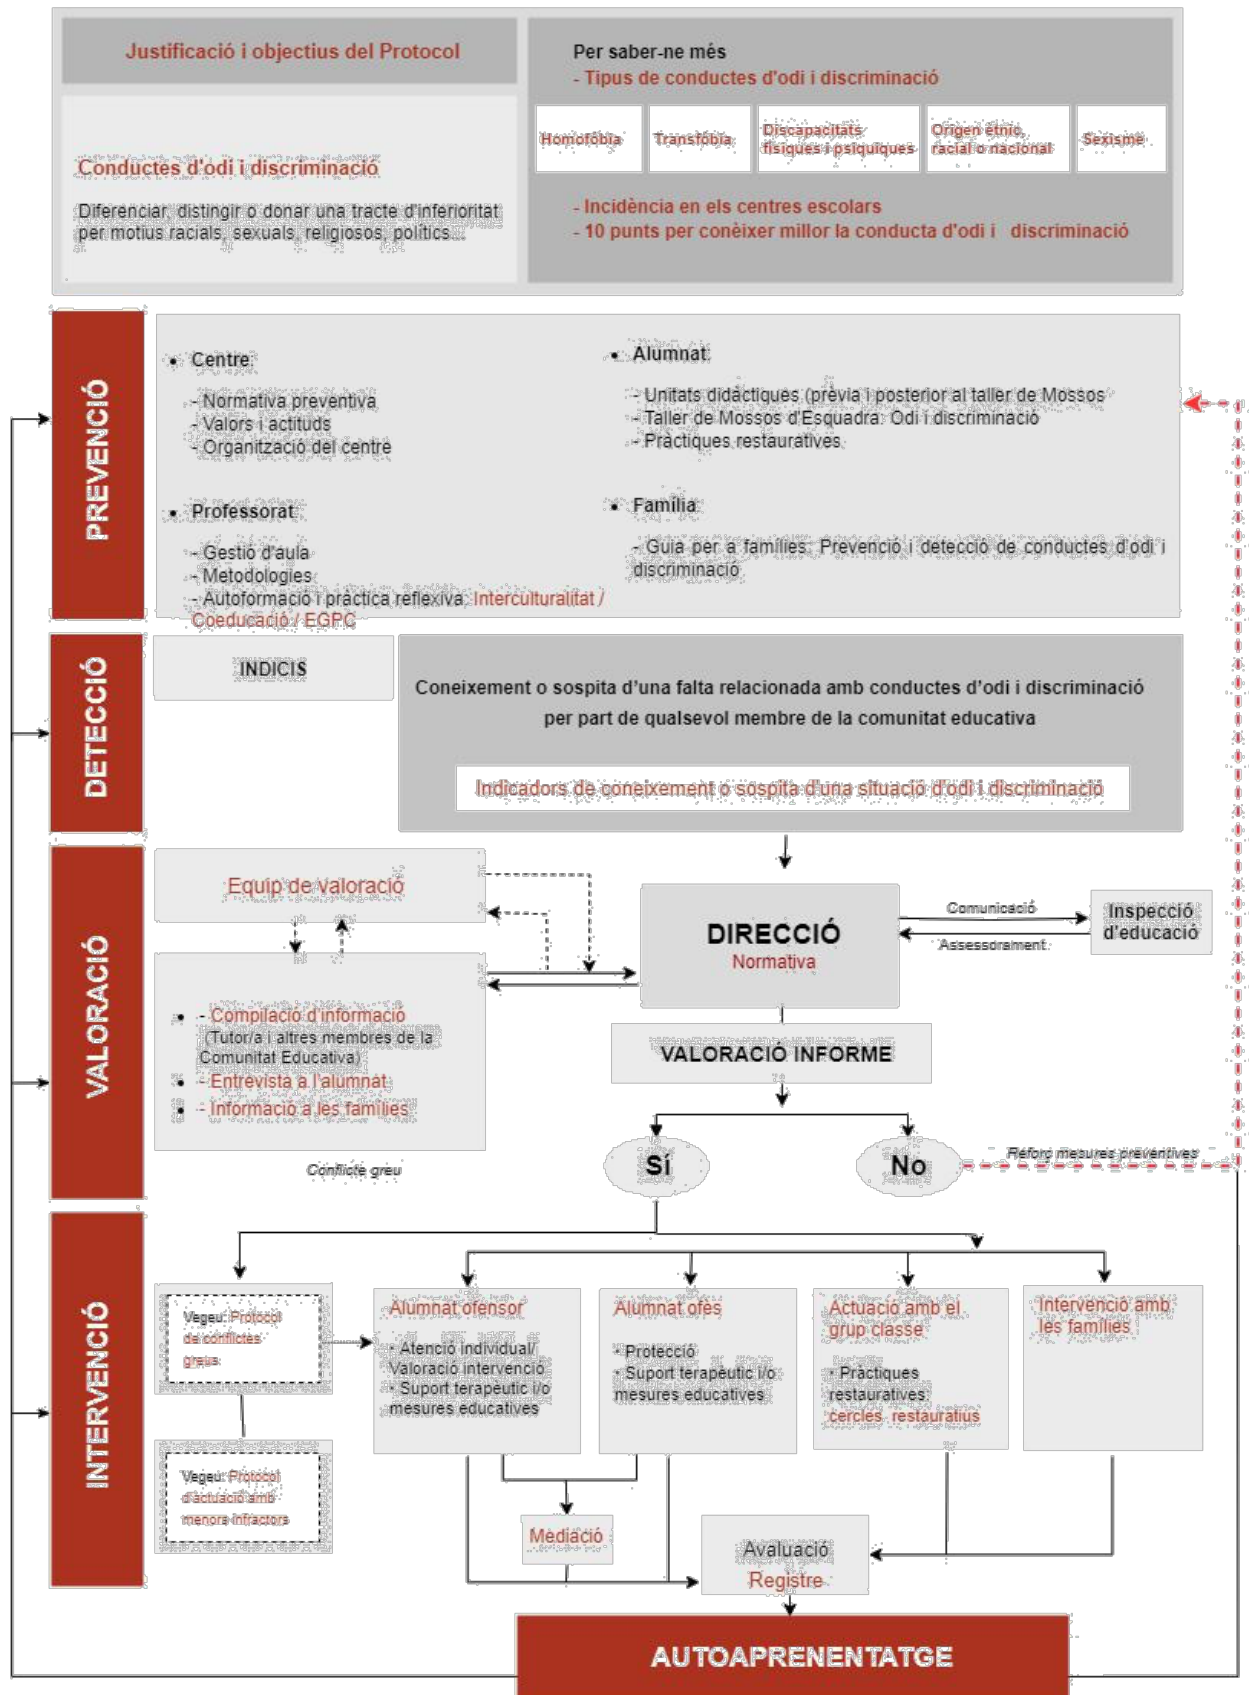 Justificació i objectius del Protocol
Conductes d'odi i discriminació
Diferenciar, distingir o donar una tracte d'inferioritat
per motius racials, sexuals, religiosos, polítics...
Per saber-ne més
- Tipus de conductes d'odi i discriminació
Homofòbia
Transfòbia
Discapacitats
físiques i psíquiques
Origen ètnic,
racial o nacional
Sexisme
- Incidència en els centres escolars
- 10 punts per conèixer millor la conducta d'odi i discriminació
PREVENCIÓ
• Centre:
- Normativa preventiva
- Valors i actituds
- Organització del centre
• Professorat:
- Gestió d'aula
- Metodologies
- Autoformació i pràctica reflexiva: Interculturalitat /
Coeducació / EGPC
• Alumnat:
- Unitats didàctiques (prèvia i posterior al taller de Mossos
- Taller de Mossos d'Esquadra: Odi i discriminació
- Pràctiques restauratives
• Família:
- Guia per a famílies: Prevenció i detecció de conductes d'odi i
discriminació
DETECCIÓ
INDICIS
Coneixement o sospita d'una falta relacionada amb conductes d'odi i discriminació
per part de qualsevol membre de la comunitat educativa
Indicadors de coneixement o sospita d'una situació d'odi i discriminació
VALORACIÓ
Equip de valoració
• - Compilació d'informació
(Tutor/a i altres membres de la
Comunitat Educativa)
• - Entrevista a l'alumnat
• - Informació a les famílies
DIRECCIÓ
Normativa
Comunicació
Assessorament
Inspecció
d'educació
VALORACIÓ INFORME
Conflicte greu
Sí
No
Reforç mesures preventives
INTERVENCIÓ
Vegeu: Protocol
de conflictes
greus
Vegeu: Protocol
d'actuació amb
menors infractors
Alumnat ofensor
• Atenció individual/
Valoració intervenció
• Suport terapèutic i/o
mesures educatives
Alumnat ofès
• Protecció
• Suport terapèutic i/o
mesures educatives
Actuació amb el
grup classe
• Pràctiques
restauratives:
cercles restauratius
Intervenció amb
les famílies
Mediació
Avaluació
Registre
AUTOAPRENENTATGE